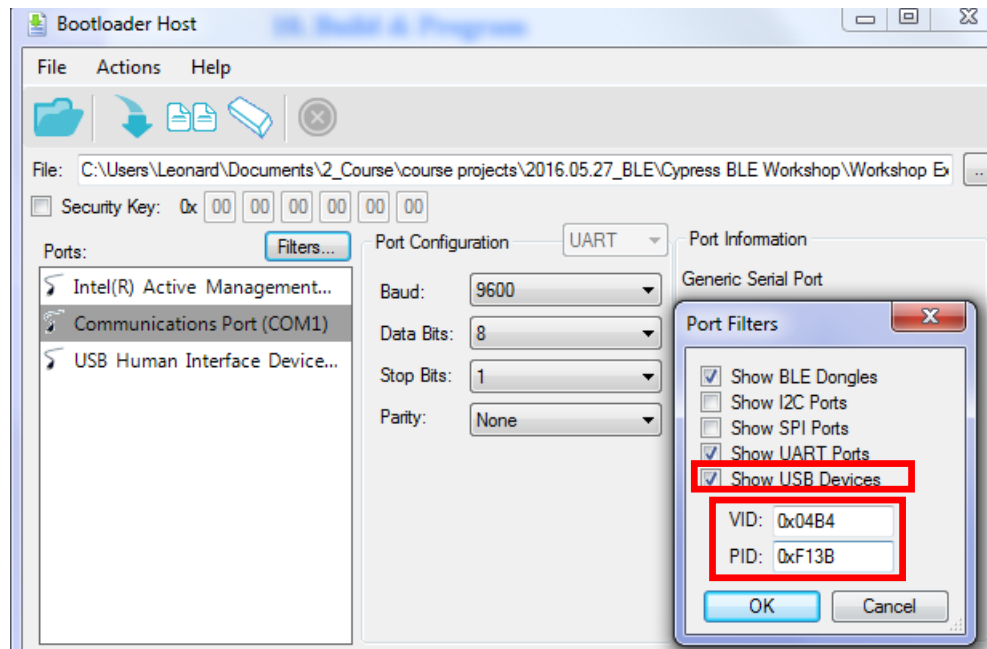 Bootloader Host
10. Build & Program
File Actions Help
File: C:\Users\Leonard\Documents\2_Course\course projects\2016.05.27_BLE\Cypress BLE Workshop\Workshop Ex
..
Security Key: 0x 00 00 00 00 00 00
Ports:
Filters...
Intel(R) Active Management...
Communications Port (COM1)
USB Human Interface Device...
Port Configuration
UART
Baud: 9600
Data Bits: 8
Stop Bits: 1
Parity: None
Port Information
Generic Serial Port
Port Filters
Show BLE Dongles
Show I2C Ports
Show SPI Ports
Show UART Ports
Show USB Devices
VID: 0x04B4
PID: 0xF13B
OK Cancel